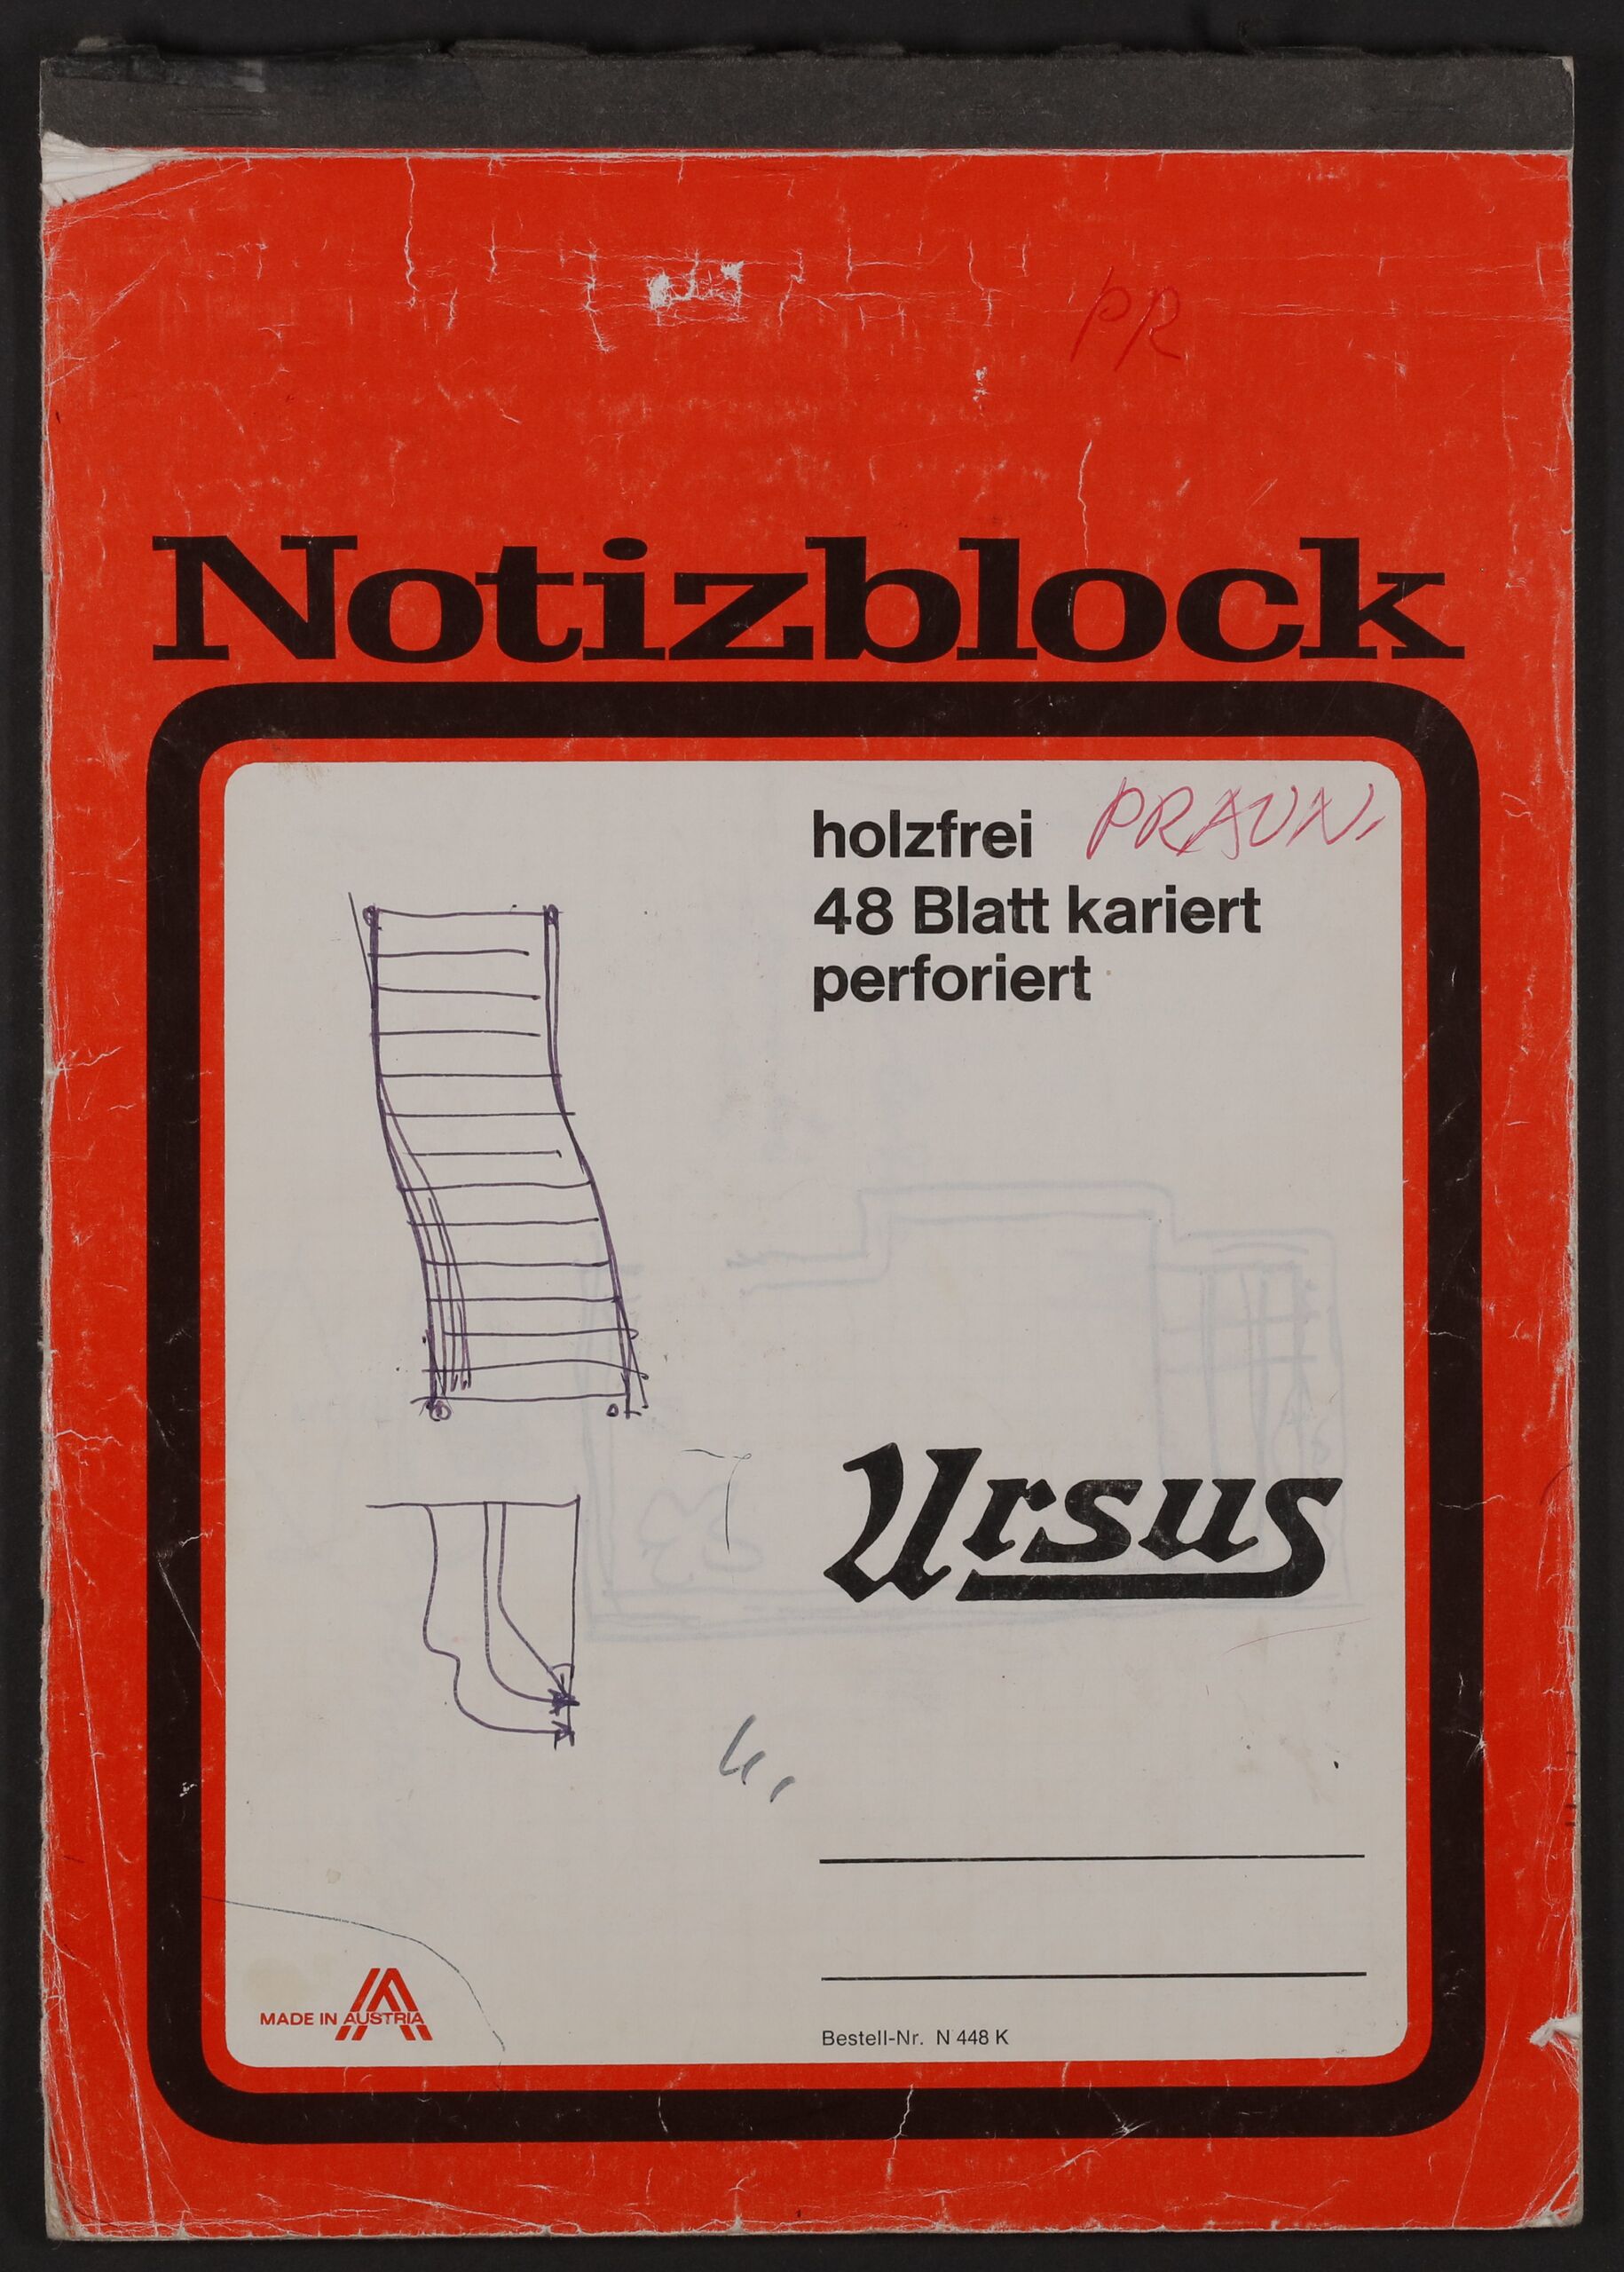 PR
Notizblock
holzfrei PRAUN.
48 Blatt kariert
perforiert
Ursus
MADE IN AUSTRIA
Bestell-Nr. N 448 K